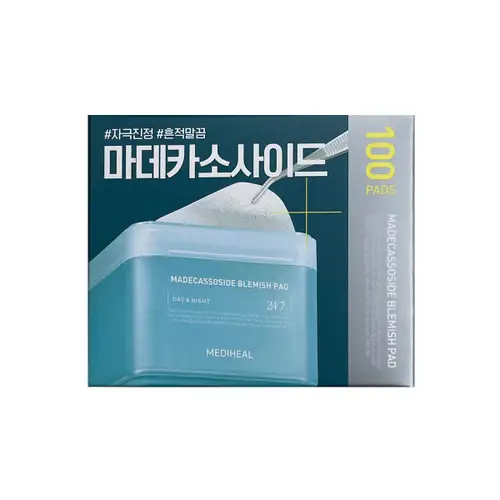 #자극진정 #흔적말끔
마데카소사이드
100
PADS
MADECASSOSIDE BLEMISH PAD
MADECASSOSIDE BLEMISH PAD
DAY & NIGHT
24 7
MEDIHEAL